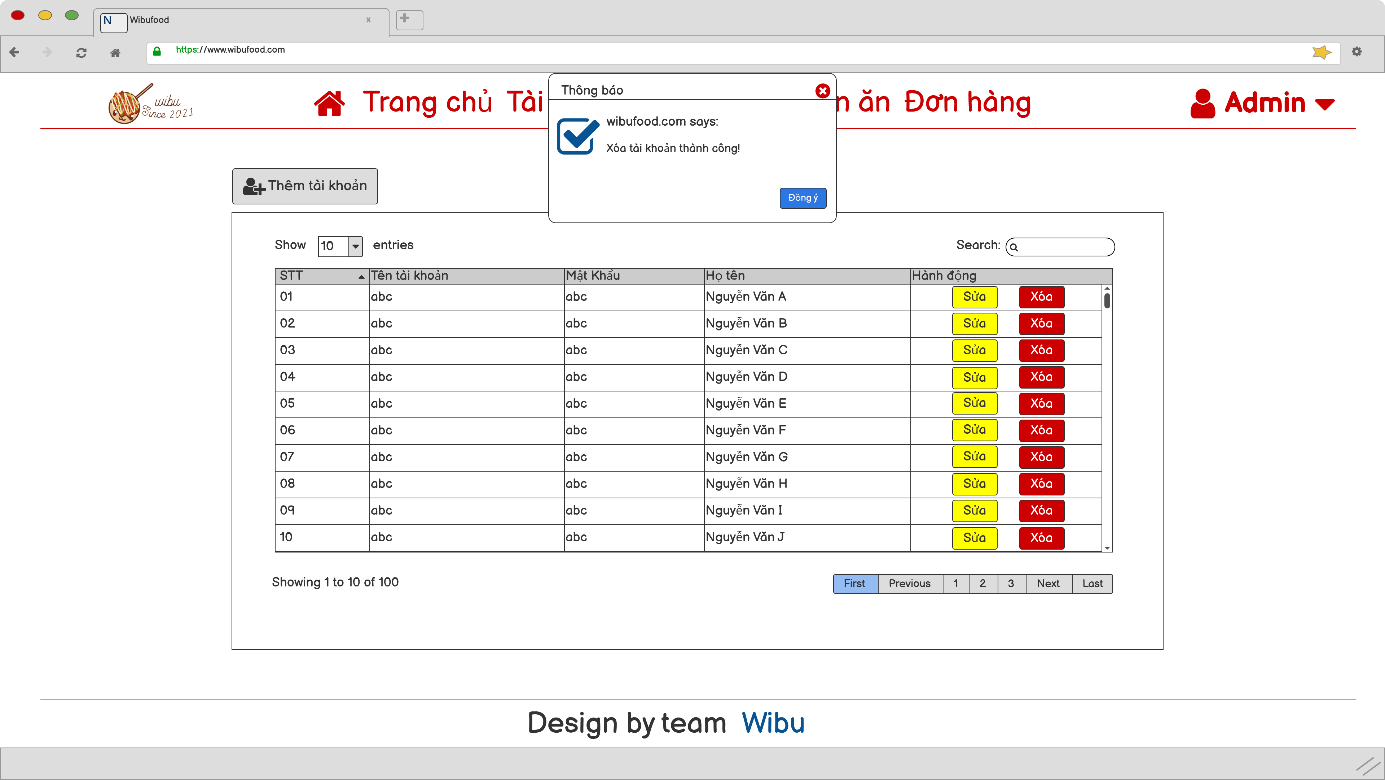 N Wibufood x
https://www.wibufood.com
wibu
Since 2021
Trang chủ Tài n ăn Đơn hàng Admin
Thông báo
wibufood.com says:
Xóa tài khoản thành công!
Đồng ý
Thêm tài khoản
Show 10 entries Search:
STT Tên tài khoản Mật Khẩu Họ tên Hành động
01 abc abc Nguyễn Văn A Sửa Xóa
02 abc abc Nguyễn Văn B Sửa Xóa
03 abc abc Nguyễn Văn C Sửa Xóa
04 abc abc Nguyễn Văn D Sửa Xóa
05 abc abc Nguyễn Văn E Sửa Xóa
06 abc abc Nguyễn Văn F Sửa Xóa
07 abc abc Nguyễn Văn G Sửa Xóa
08 abc abc Nguyễn Văn H Sửa Xóa
09 abc abc Nguyễn Văn I Sửa Xóa
10 abc abc Nguyễn Văn J Sửa Xóa
Showing 1 to 10 of 100 First Previous 1 2 3 Next Last
Design by team Wibu